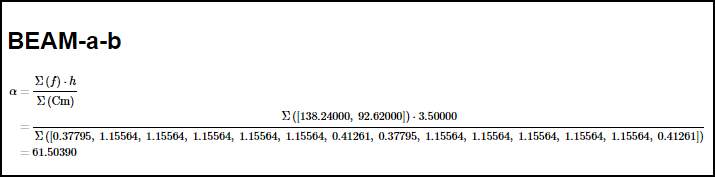 BEAM-a-b
α = Σ (f) · h / Σ (Cm)
= Σ ([138.24000, 92.62000]) · 3.50000 / Σ ([0.37795, 1.15564, 1.15564, 1.15564, 1.15564, 1.15564, 0.41261, 0.37795, 1.15564, 1.15564, 1.15564, 1.15564, 1.15564, 0.41261])
= 61.50390